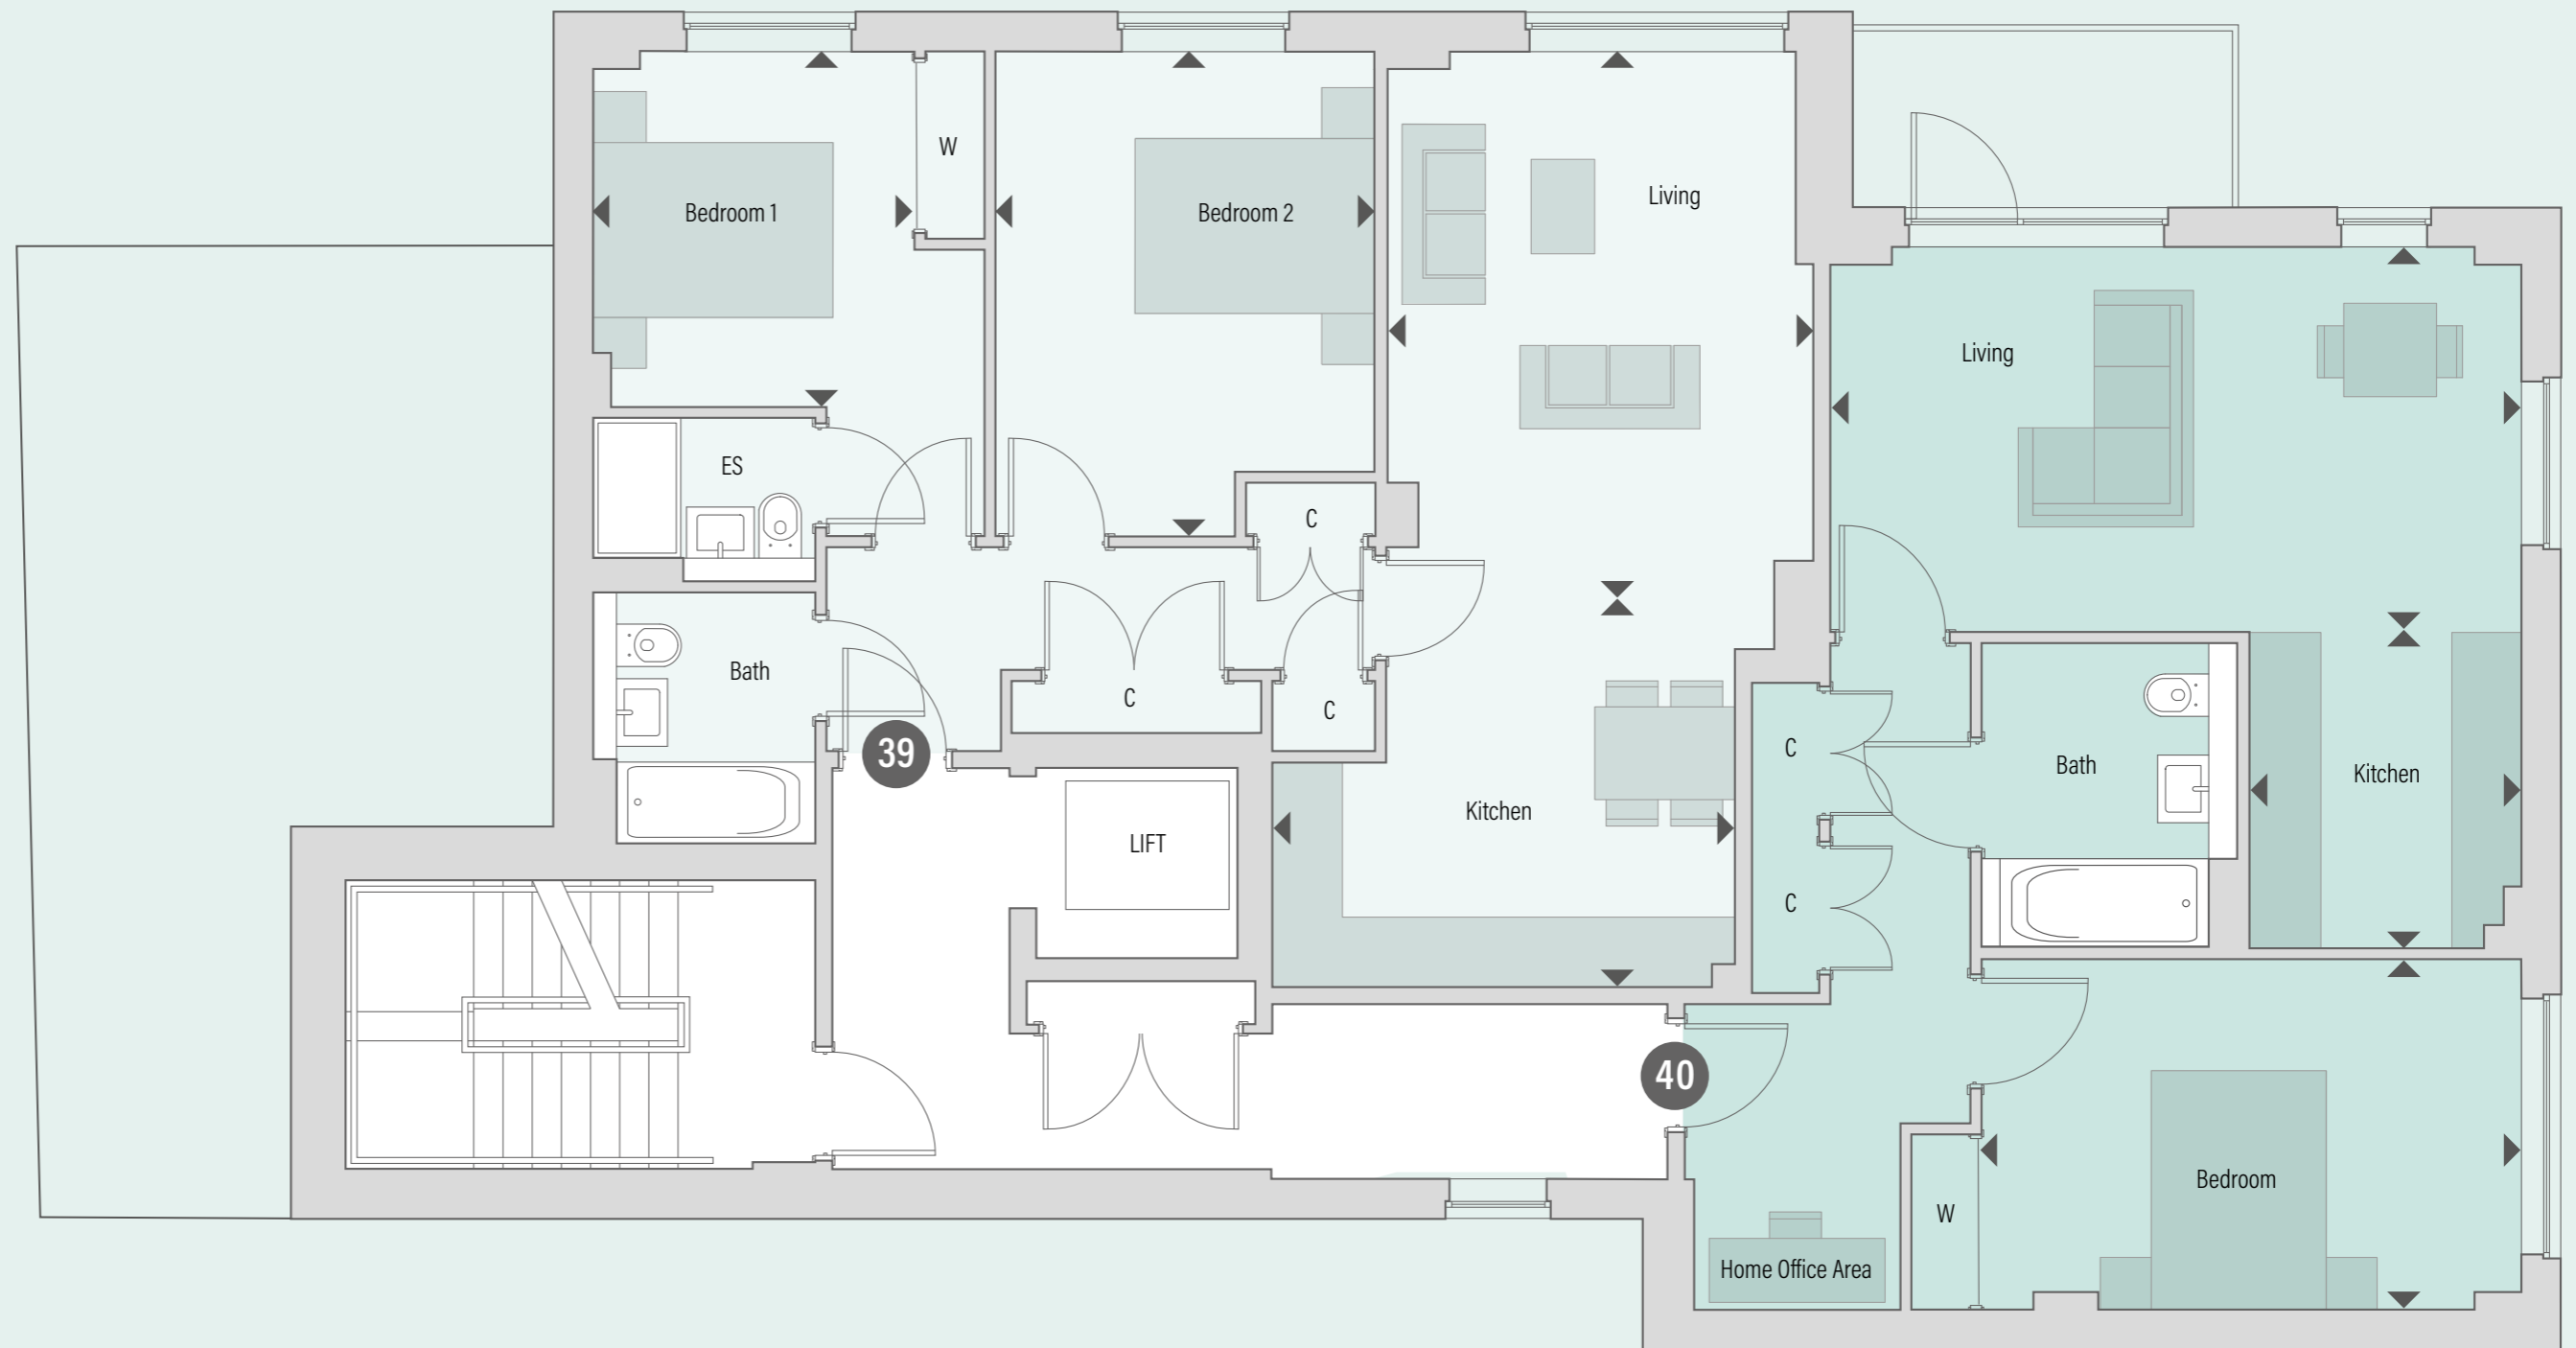 W
Bedroom 1
Bedroom 2
Living
Living
ES
C
Bath
C
C
39
C
Bath
Kitchen
Kitchen
LIFT
C
40
Bedroom
W
Home Office Area